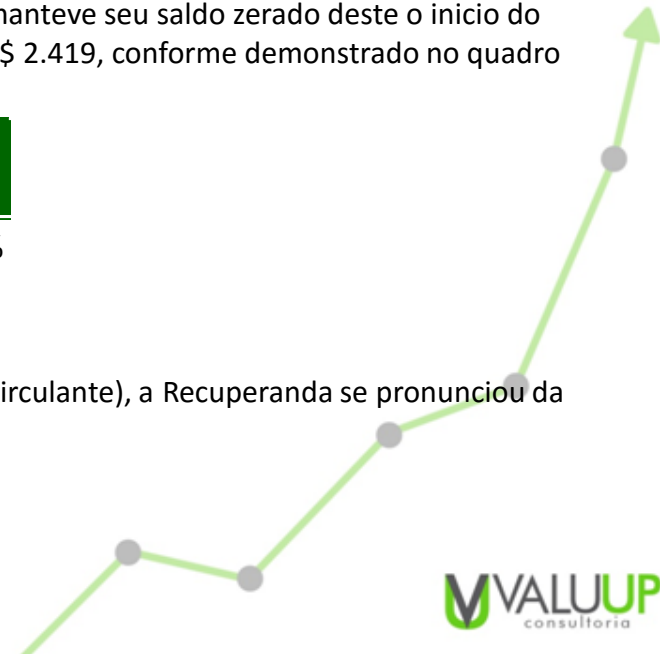 manteve seu saldo zerado deste o inicio do
$ 2.419, conforme demonstrado no quadro
irculante), a Recuperanda se pronunciou da
VALUUP
consultoria